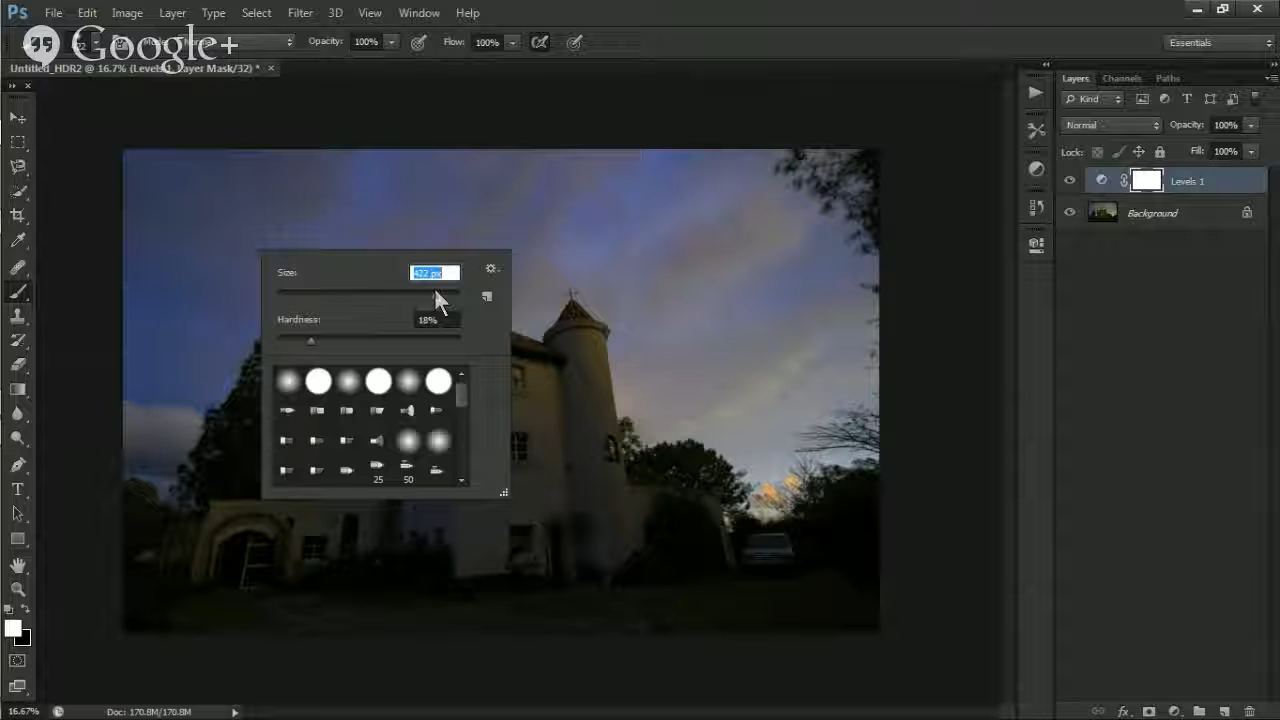 Ps File Edit Image Layer Type Select Filter 3D View Window Help
Google+
Opacity: 100% Flow: 100% Essentials
Untitled_HDR2 @ 16.7% (Levels 1, Layer Mask/32) *
Layers Channels Paths
Kind
Normal Opacity: 100%
Lock: Fill: 100%
Levels 1
Background
Size: 422 px
Hardness: 18%
25 50
16.67% Doc: 170.8M/170.8M